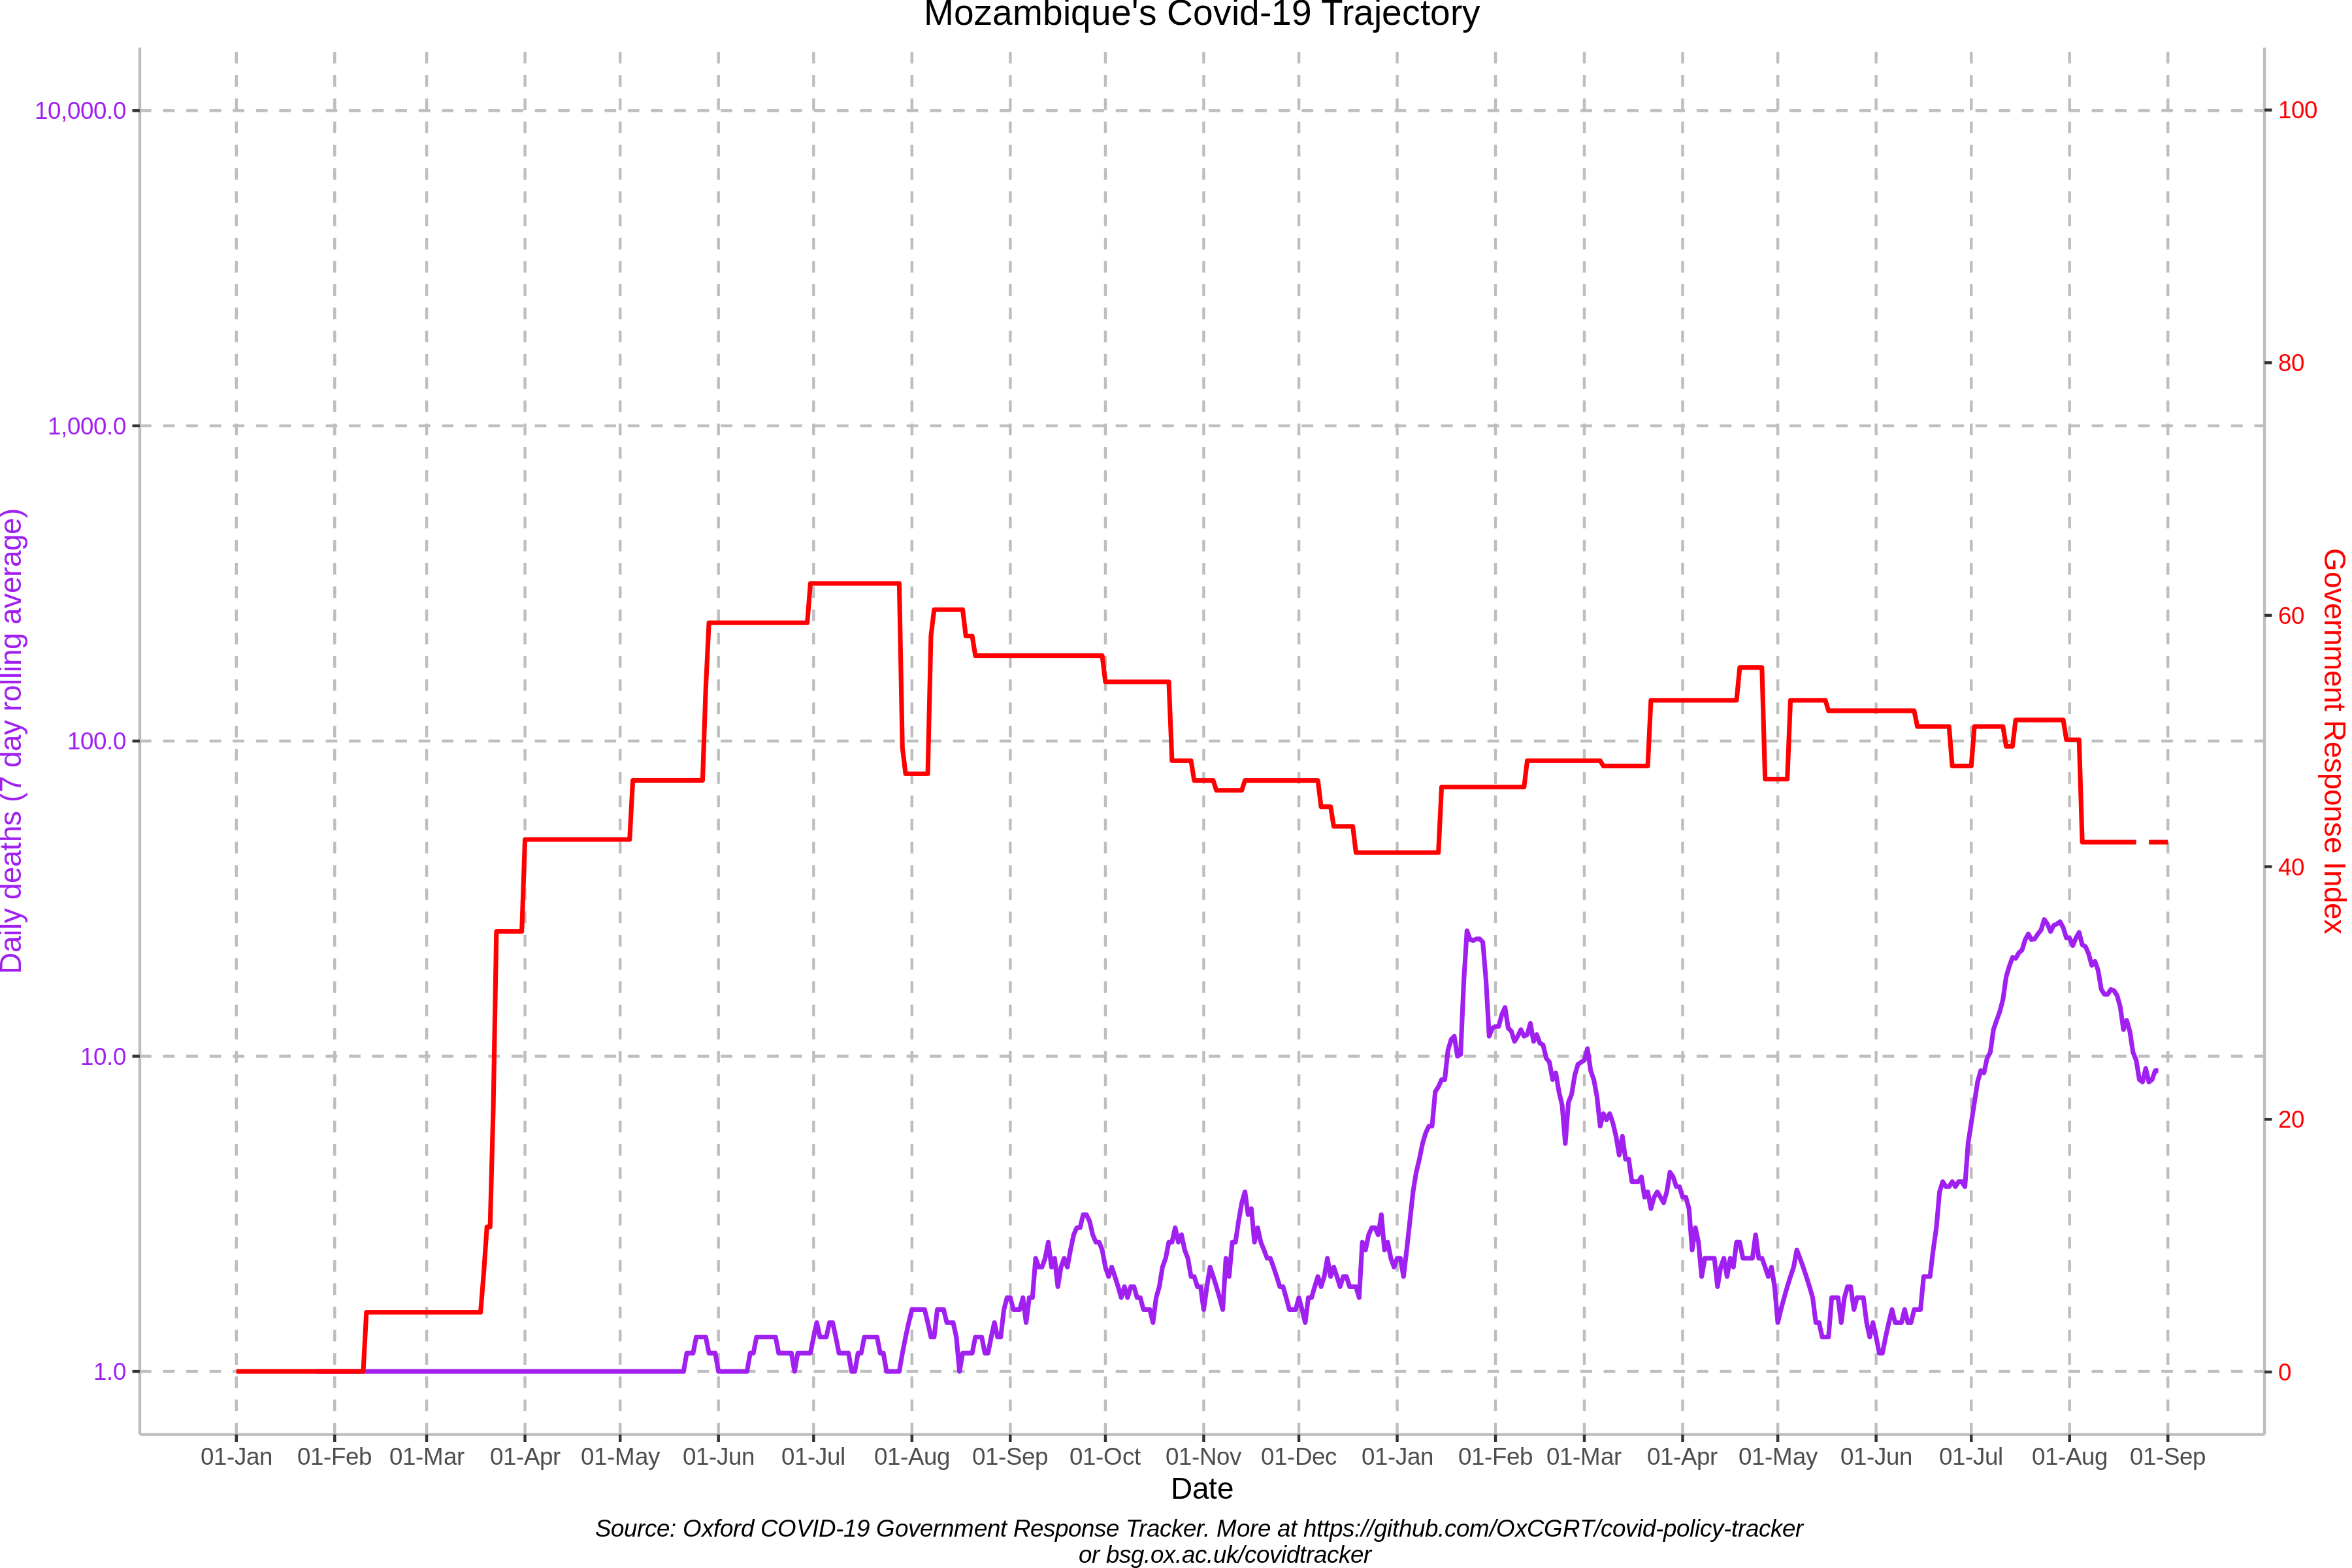 Mozambique's Covid-19 Trajectory
10,000.0
1,000.0
100.0
10.0
1.0
Daily deaths (7 day rolling average)
100
80
60
40
20
0
Government Response Index
01-Jan 01-Feb 01-Mar 01-Apr 01-May 01-Jun 01-Jul 01-Aug 01-Sep 01-Oct 01-Nov 01-Dec 01-Jan 01-Feb 01-Mar 01-Apr 01-May 01-Jun 01-Jul 01-Aug 01-Sep
Date
Source: Oxford COVID-19 Government Response Tracker. More at https://github.com/OxCGRT/covid-policy-tracker
or bsg.ox.ac.uk/covidtracker